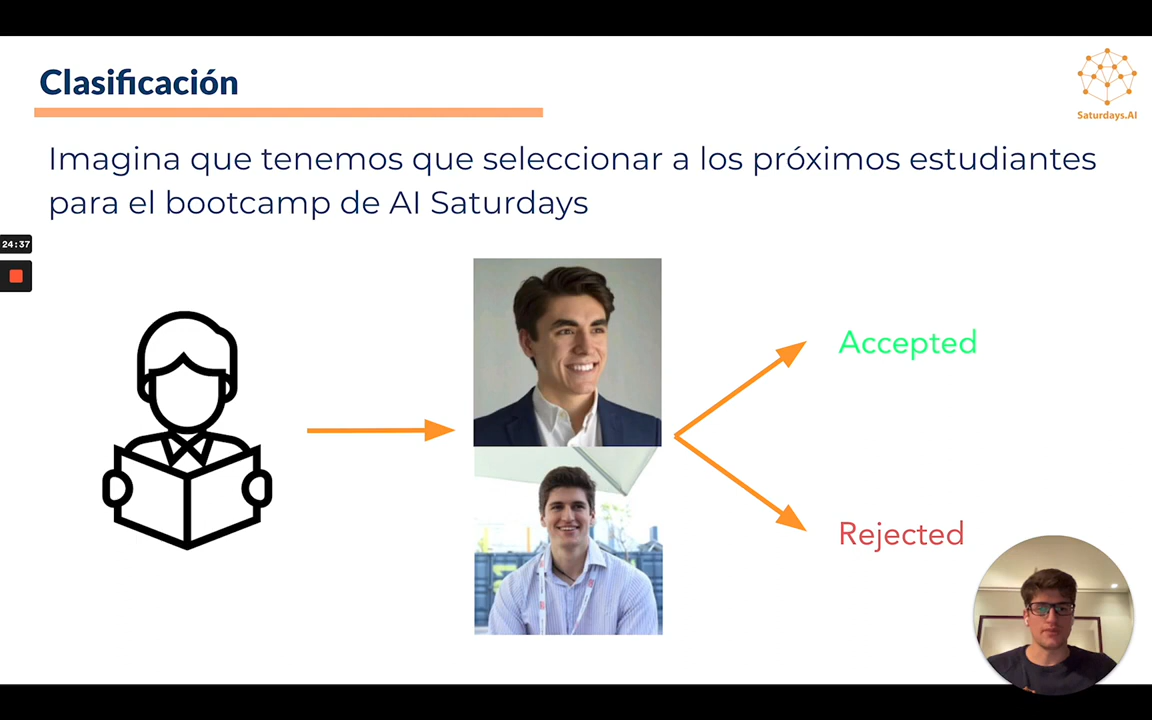 Clasificación
Saturdays.AI
Imagina que tenemos que seleccionar a los próximos estudiantes
para el bootcamp de AI Saturdays
24:37
Accepted
Rejected